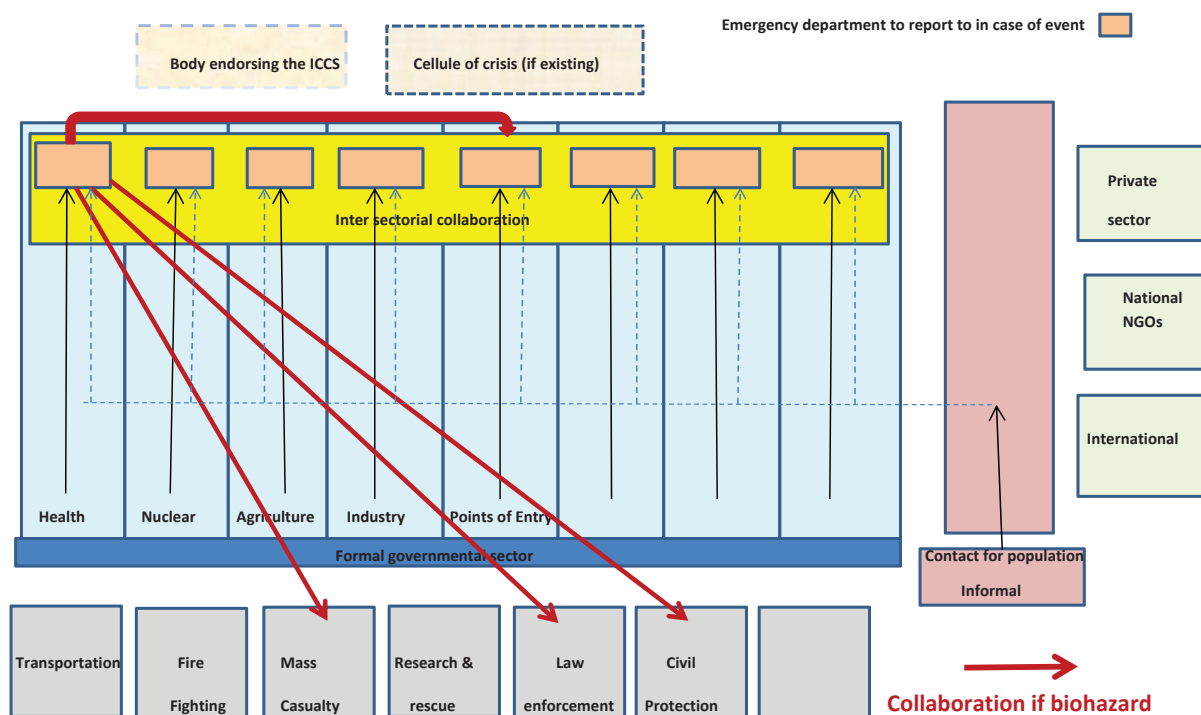 Emergency department to report to in case of event
Body endorsing the ICCS
Cellule of crisis (if existing)
Inter sectorial collaboration
Private
sector
National
NGOs
International
Health
Nuclear
Agriculture
Industry
Points of Entry
Formal governmental sector
Contact for population
Informal
Transportation
Fire
Fighting
Mass
Casualty
Research &
rescue
Law
enforcement
Civil
Protection
Collaboration if biohazard